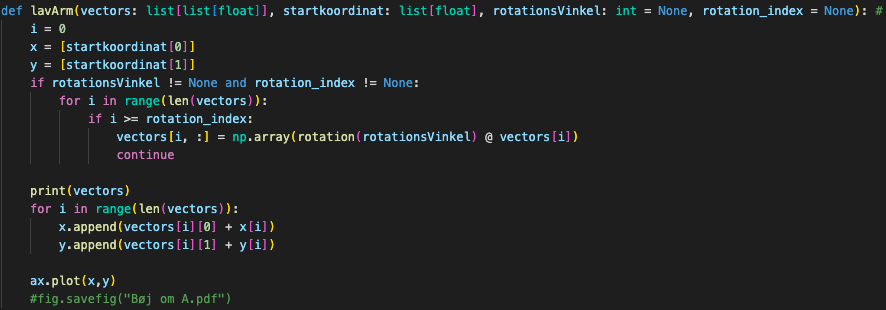 def lavArm(vectors: list[list[float]], startkoordinat: list[float], rotationsVinkel: int = None, rotation_index = None): #
    i = 0
    x = [startkoordinat[0]]
    y = [startkoordinat[1]]
    if rotationsVinkel != None and rotation_index != None:
        for i in range(len(vectors)):
            if i >= rotation_index:
                vectors[i, :] = np.array(rotation(rotationsVinkel) @ vectors[i])
                continue
    print(vectors)
    for i in range(len(vectors)):
        x.append(vectors[i][0] + x[i])
        y.append(vectors[i][1] + y[i])
    ax.plot(x,y)
    #fig.savefig("Bøj om A.pdf")